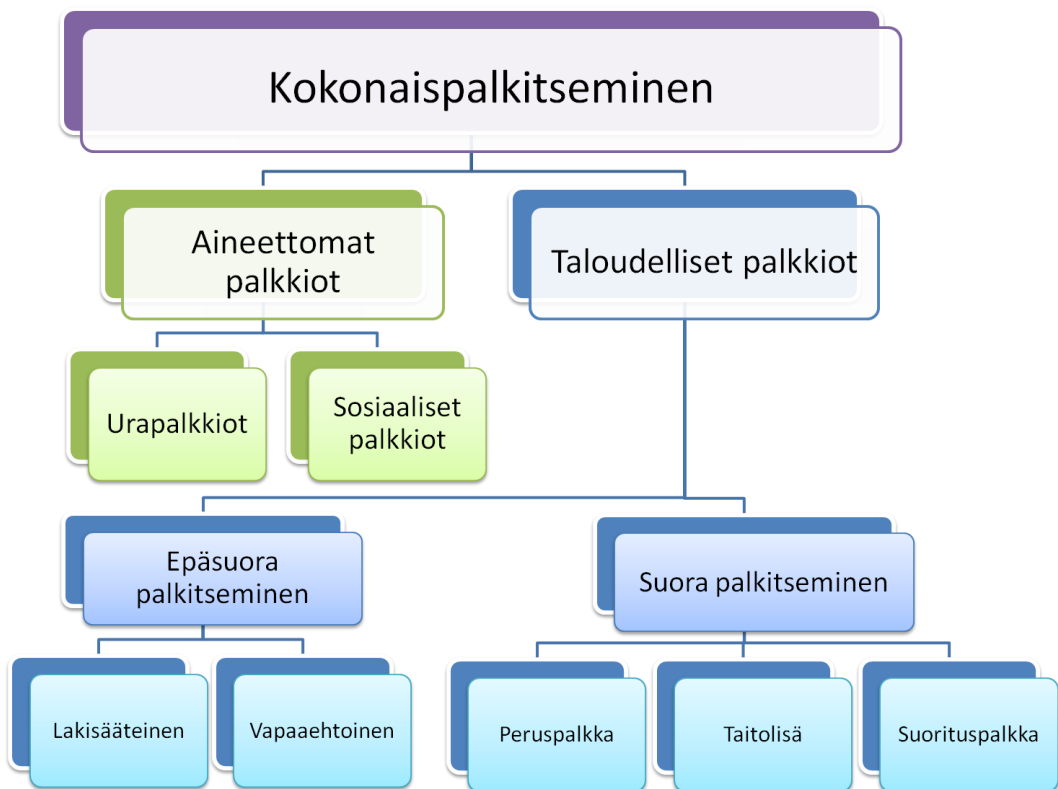 Kokonaispalkitseminen
Aineettomat
palkkiot
Taloudelliset palkkiot
Urapalkkiot
Sosiaaliset
palkkiot
Epäsuora
palkitseminen
Suora palkitseminen
Lakisääteinen
Vapaaehtoinen
Peruspalkka
Taitolisä
Suorituspalkka